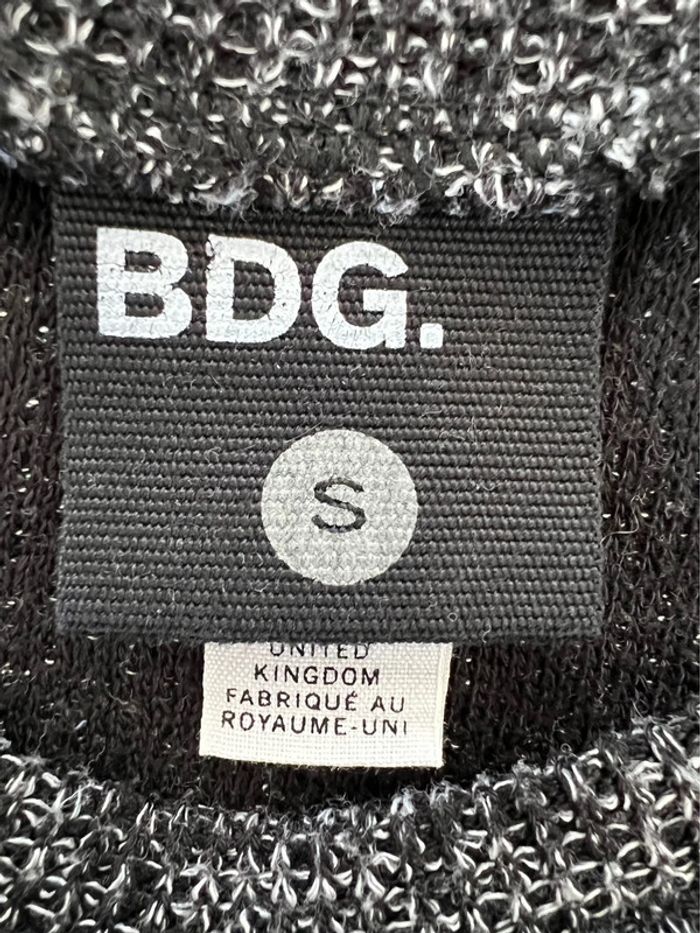 BDG.
S
UNITED
KINGDOM
FABRIQUÉ AU
ROYAUME-UNI